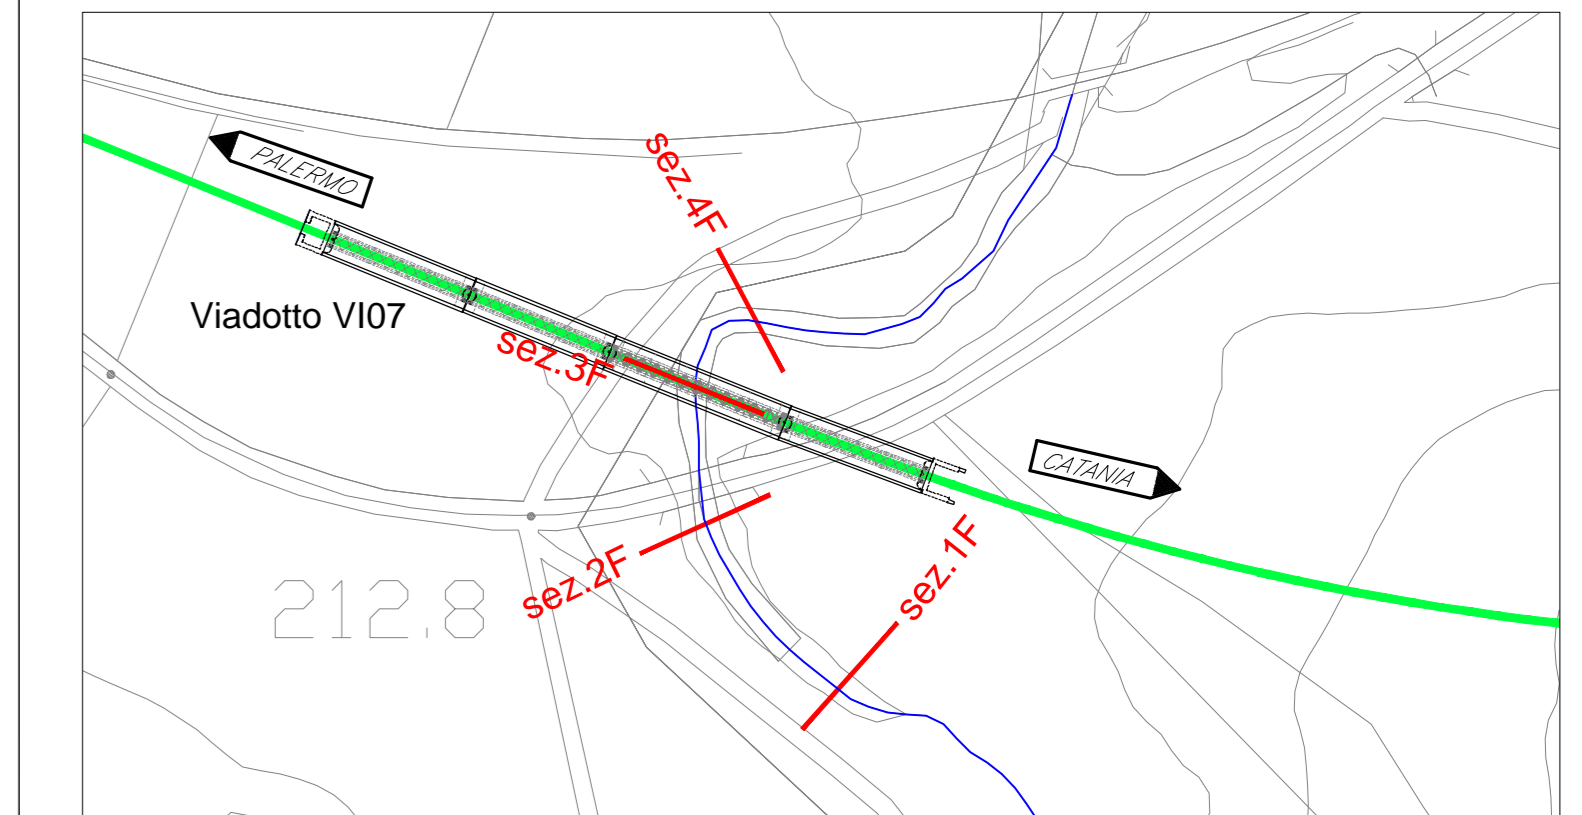 sez.4F
PALERMO
Viadotto VI07
sez.3F
CATANIA
sez.1F
sez.2F
212.8